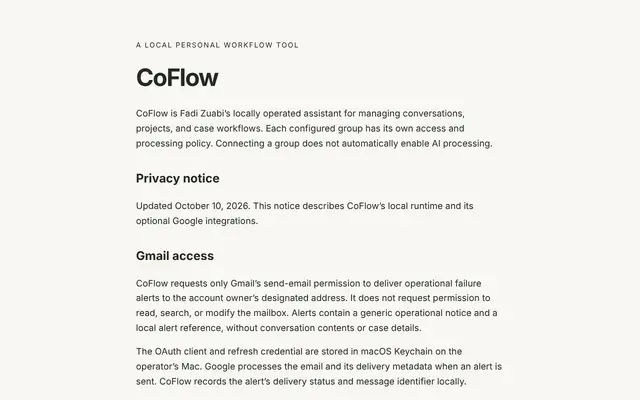 A LOCAL PERSONAL WORKFLOW TOOL
CoFlow
CoFlow is Fadi Zuabi’s locally operated assistant for managing conversations,
projects, and case workflows. Each configured group has its own access and
processing policy. Connecting a group does not automatically enable AI processing.
Privacy notice
Updated October 10, 2026. This notice describes CoFlow’s local runtime and its
optional Google integrations.
Gmail access
CoFlow requests only Gmail’s send-email permission to deliver operational failure
alerts to the account owner’s designated address. It does not request permission to
read, search, or modify the mailbox. Alerts contain a generic operational notice and a
local alert reference, without conversation contents or case details.
The OAuth client and refresh credential are stored in macOS Keychain on the
operator’s Mac. Google processes the email and its delivery metadata when an alert is
sent. CoFlow records the alert’s delivery status and message identifier locally.